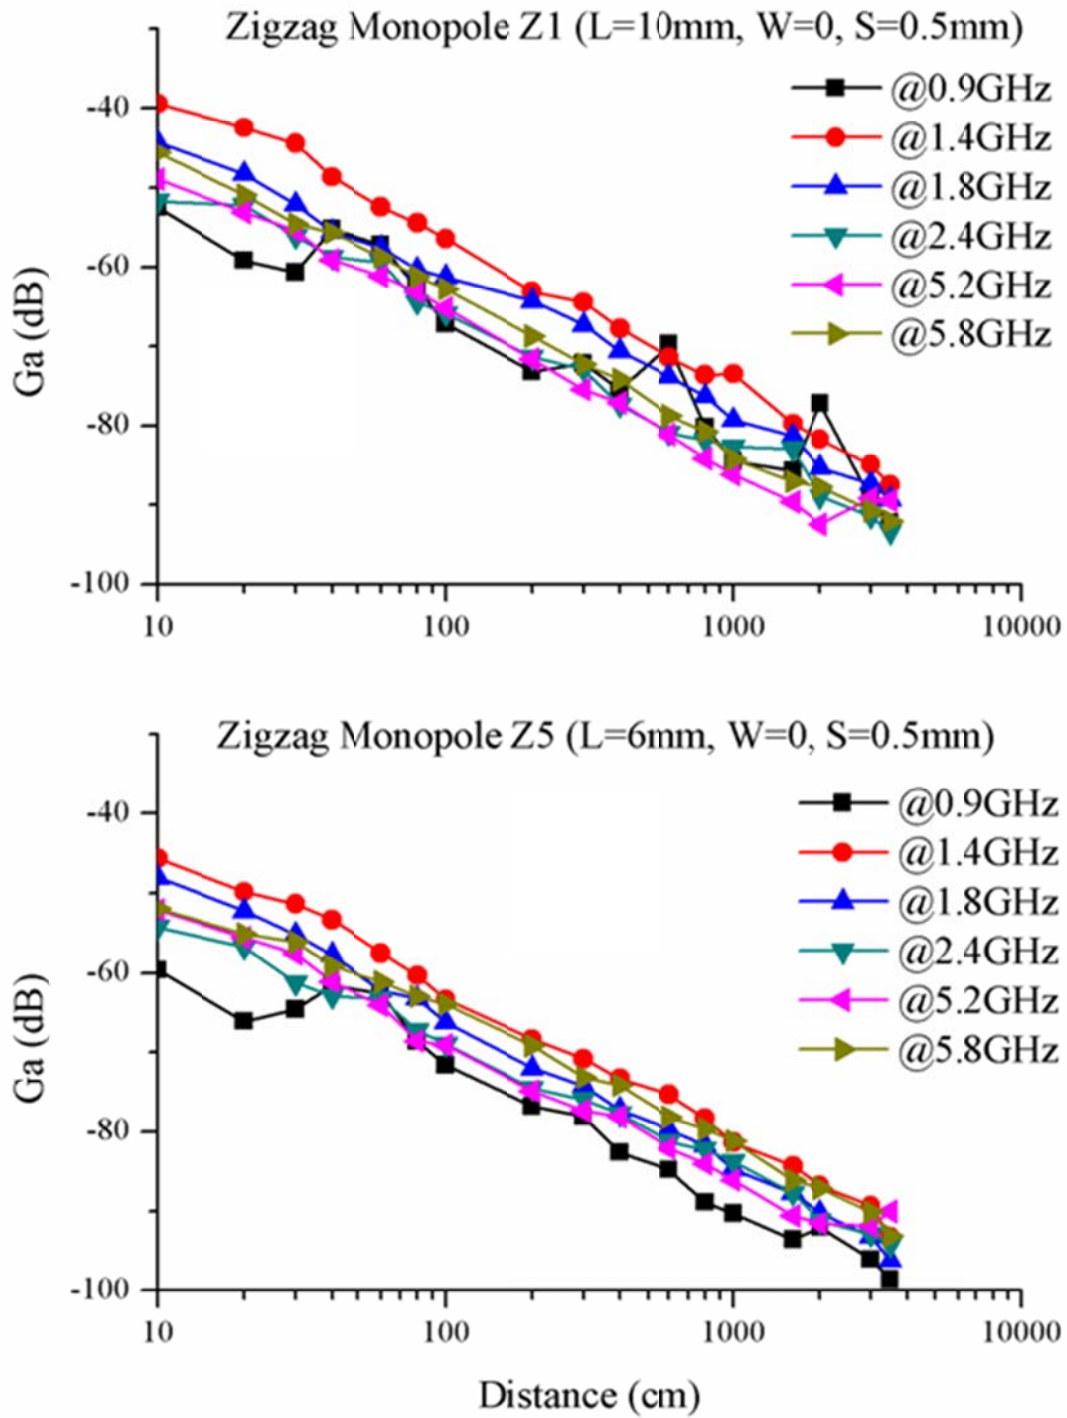 Zigzag Monopole Z1 (L=10mm, W=0, S=0.5mm)
@0.9GHz
@1.4GHz
@1.8GHz
@2.4GHz
@5.2GHz
@5.8GHz
Ga (dB)
-40
-60
-80
-100
10 100 1000 10000
Zigzag Monopole Z5 (L=6mm, W=0, S=0.5mm)
@0.9GHz
@1.4GHz
@1.8GHz
@2.4GHz
@5.2GHz
@5.8GHz
Ga (dB)
-40
-60
-80
-100
10 100 1000 10000
Distance (cm)